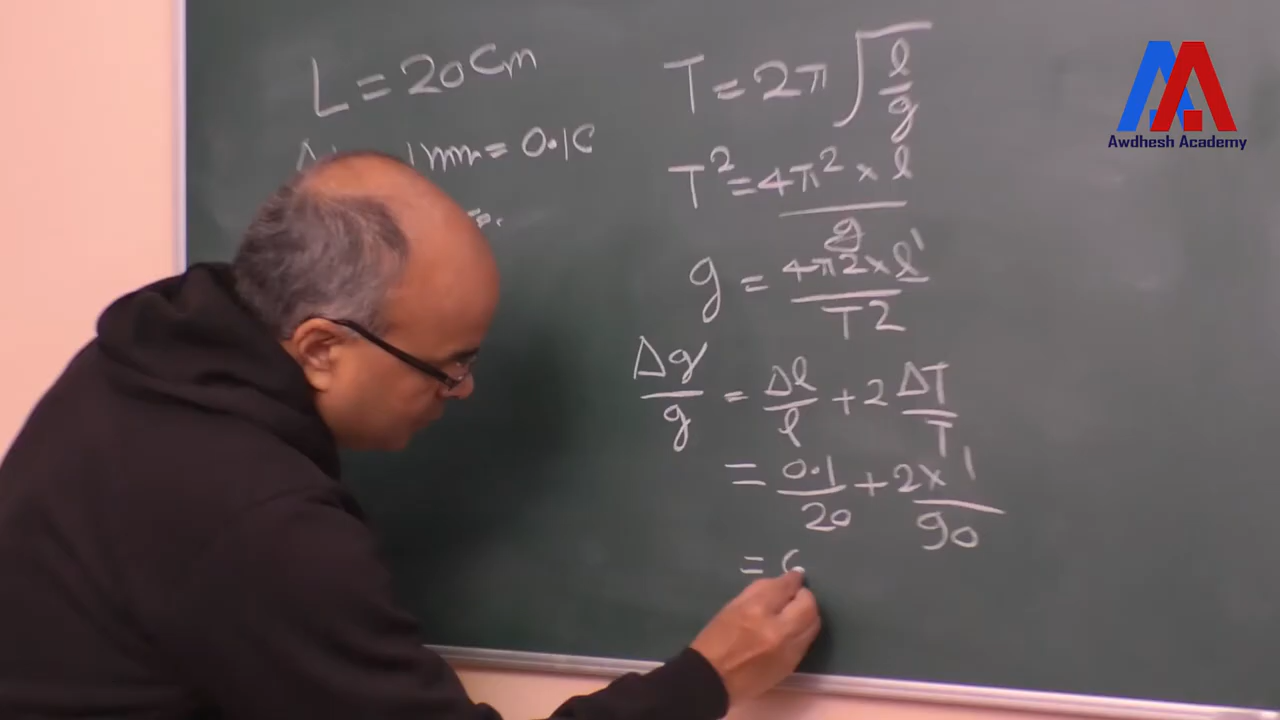 L = 20 cm
1 mm = 0.1 C
T = 2π √(l/g)
T² = 4π² × l / g
g = 4π2 × l' / T2
Δg/g = Δl/l + 2 ΔT/T
= 0.1/20 + 2×1/90
=
Awdhesh Academy